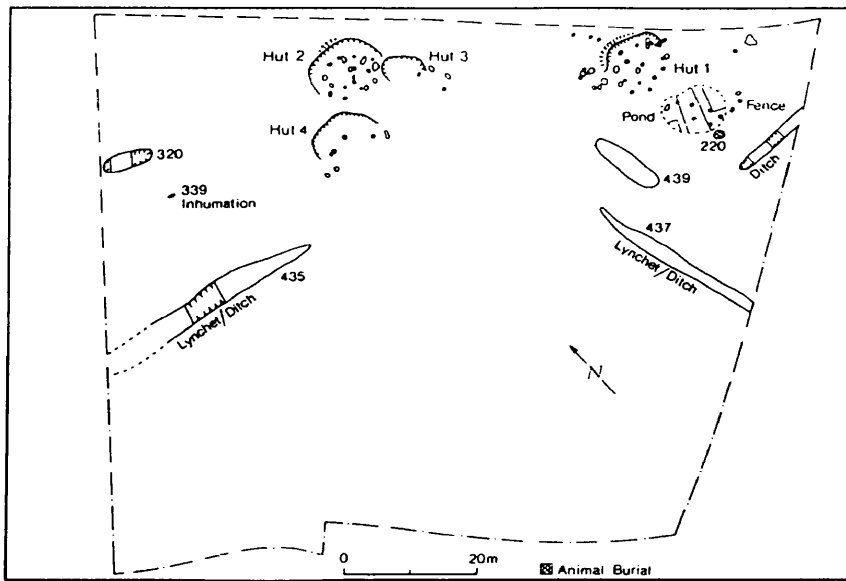 Hut 2
Hut 3
Hut 1
Hut 4
Pond
Fence
220
Ditch
320
339
Inhumation
439
437
Lynchet/Ditch
435
Lynchet/Ditch
N
0 20m
Animal Burial